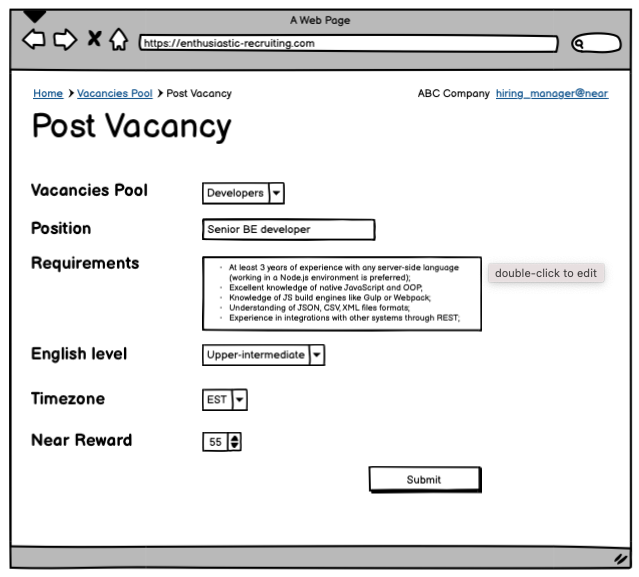 A Web Page
https://enthusiastic-recruiting.com
Home > Vacancies Pool > Post Vacancy
ABC Company hiring_manager@near
Post Vacancy
Vacancies Pool
Developers
Position
Senior BE developer
Requirements
· At least 3 years of experience with any server-side language
(working in a Node.js environment is preferred);
· Excellent knowledge of native JavaScript and OOP;
· Knowledge of JS build engines like Gulp or Webpack;
· Understanding of JSON, CSV, XML files formats;
· Experience in integrations with other systems through REST;
double-click to edit
English level
Upper-intermediate
Timezone
EST
Near Reward
55
Submit